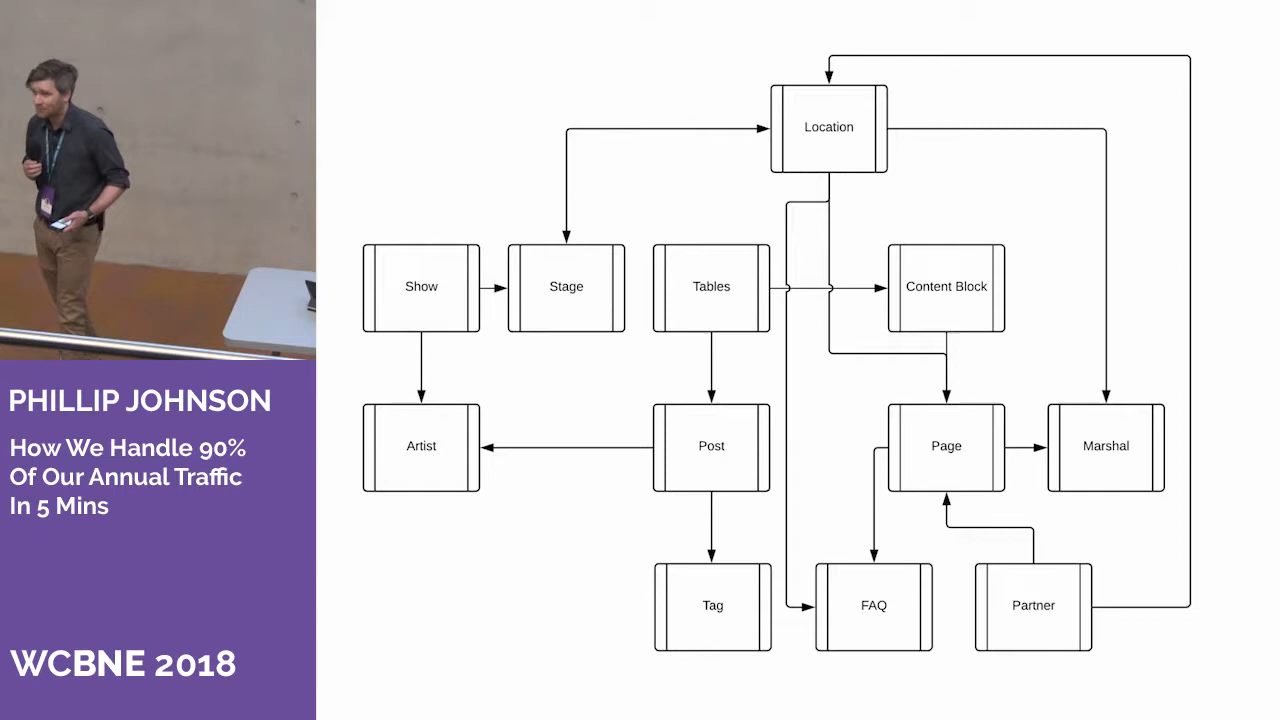 PHILLIP JOHNSON
How We Handle 90%
Of Our Annual Traffic
In 5 Mins
WCBNE 2018
Location
Show
Stage
Tables
Content Block
Artist
Post
Page
Marshal
Tag
FAQ
Partner